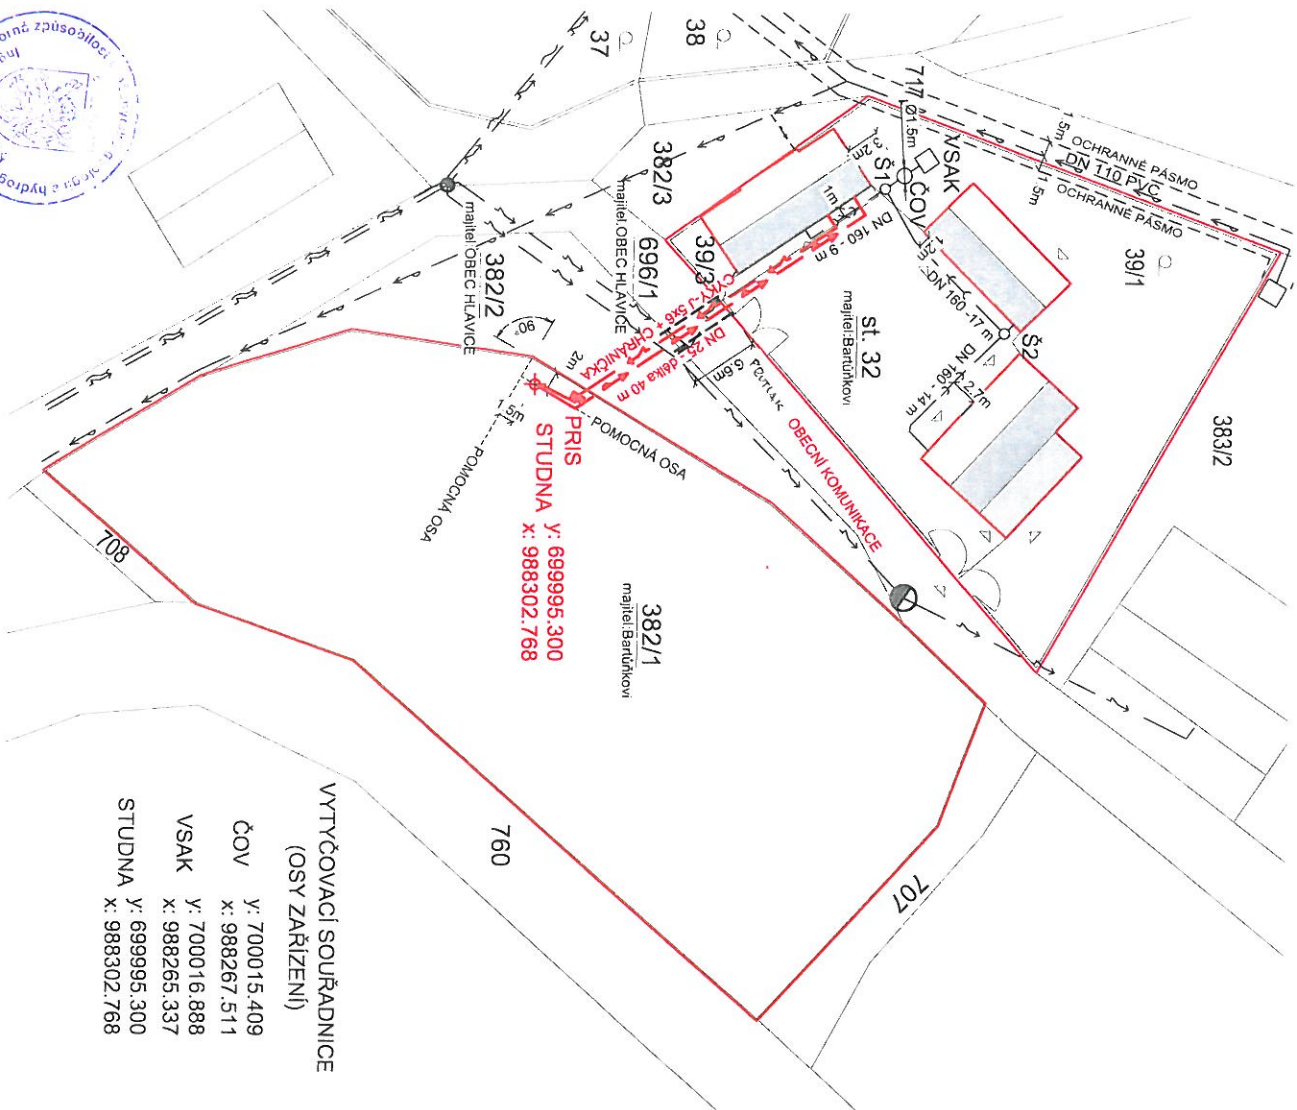 37
38
717
Ø1.5m
VSAK
ČOV
Š1
3.2m
1m
DN 160 - 9 m
1.5m
OCHRANNÉ PÁSMO
DN 110 PVC
OCHRANNÉ PÁSMO
1.5m
39/1
DN 160 -17 m
Š2
DN 160 - 14 m
2.7m
383/2
382/3
majitel:OBEC HLAVICE
696/1
39/3
st. 32
majitel:Bartůňkovi
382/2
majitel:OBEC HLAVICE
CYKY-J 5x6 + CHRÁNIČKA
DN 25 - délka 40 m
6.6m
OBECNÍ KOMUNIKACE
90°
2m
1.5m
POMOCNÁ OSA
POMOCNÁ OSA
PRIS
STUDNA y: 699995.300
x: 988302.768
382/1
majitel:Bartůňkovi
708
760
707
VYTYČOVACÍ SOUŘADNICE
(OSY ZAŘÍZENÍ)
ČOV y: 700015.409
x: 988267.511
VSAK y: 700016.888
x: 988265.337
STUDNA y: 699995.300
x: 988302.768